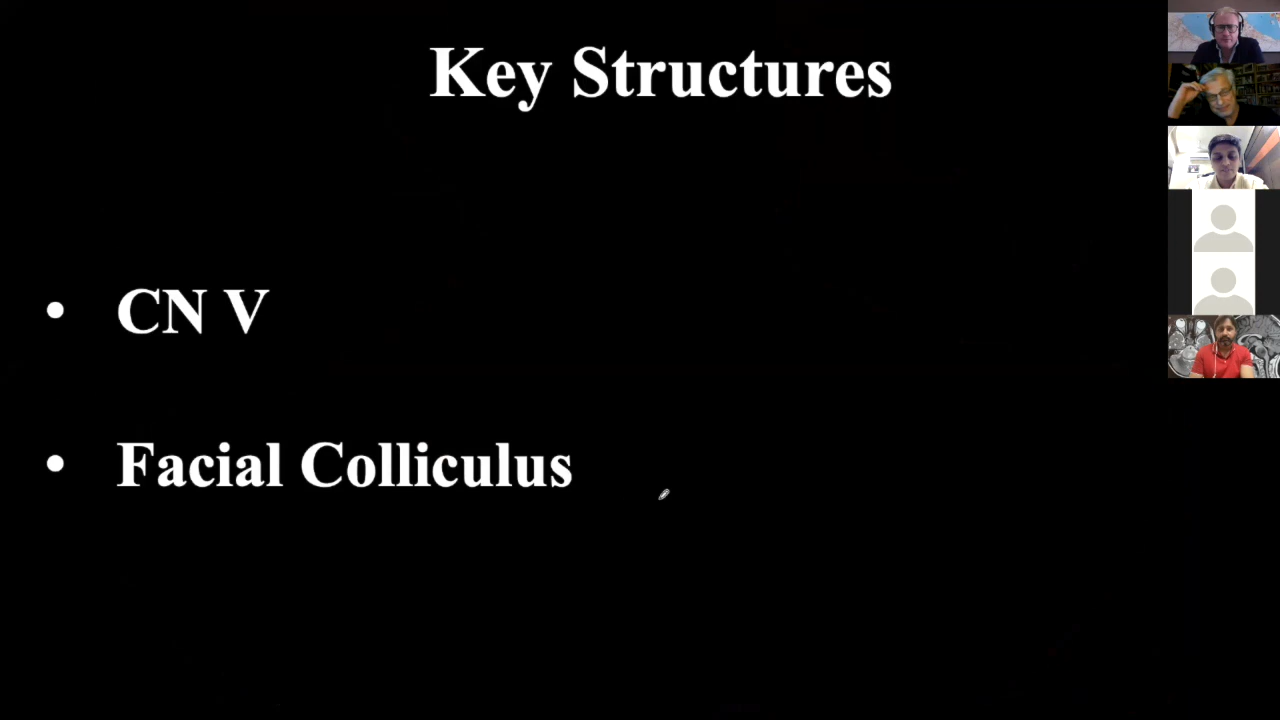 Key Structures
• CN V
• Facial Colliculus